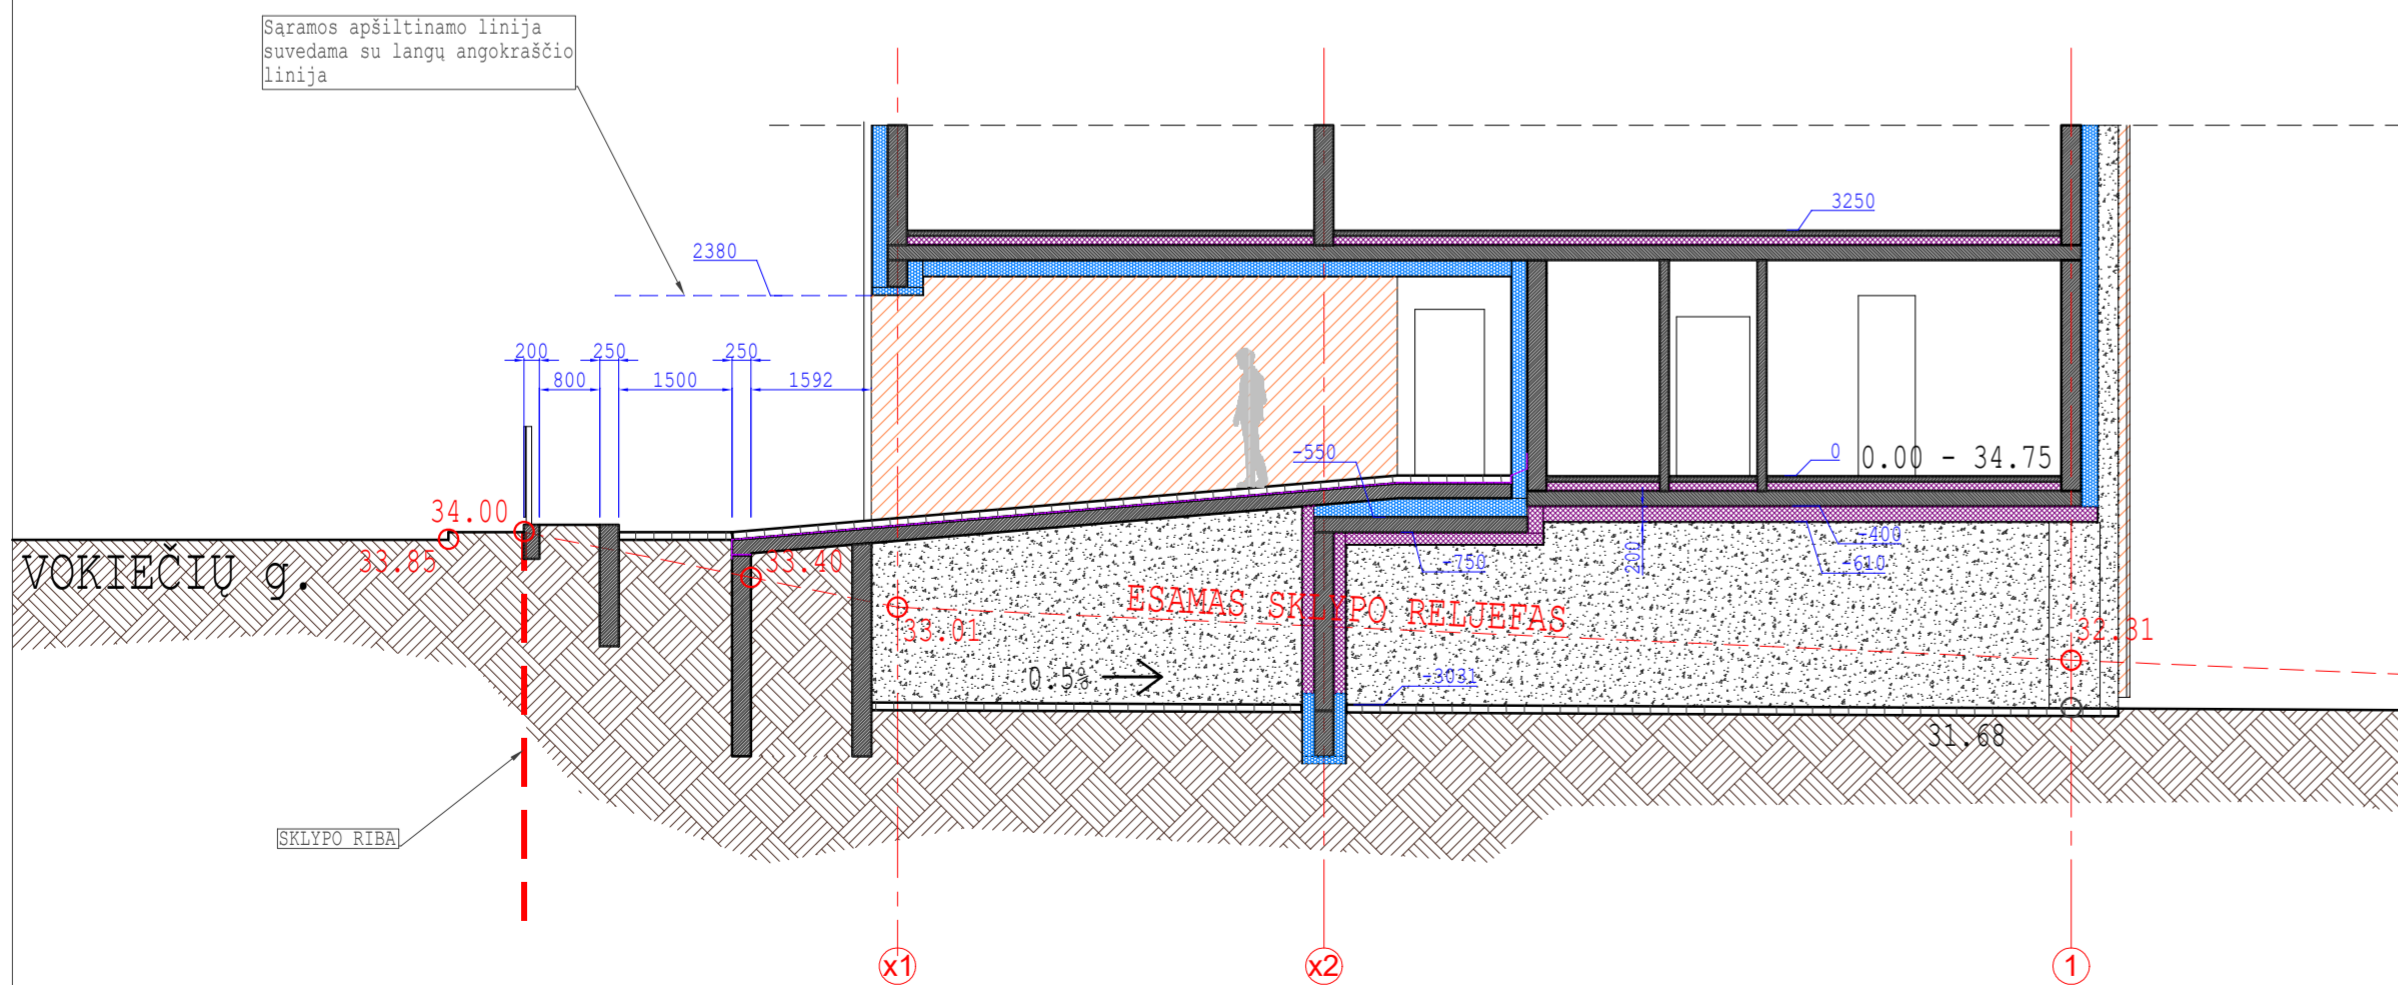 Sąramos apšiltinamo linija
suvedama su langų angokraščio
linija
3250
2380
200
250
250
800
1500
1592
-550
0
0.00 - 34.75
34.00
33.85
VOKIEČIŲ g.
33.40
-750
200
-400
-610
ESAMAS SKLYPO RELJEFAS
33.01
32.31
0.5%
-3031
31.68
SKLYPO RIBA
x1
x2
1